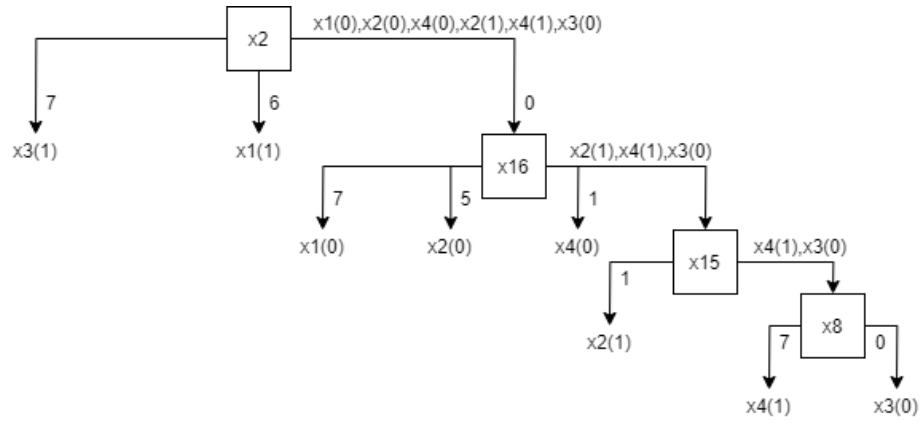 x2
x1(0),x2(0),x4(0),x2(1),x4(1),x3(0)
7
6
0
x3(1)
x1(1)
x16
x2(1),x4(1),x3(0)
7
5
1
x1(0)
x2(0)
x4(0)
x15
x4(1),x3(0)
1
x2(1)
x8
7
0
x4(1)
x3(0)